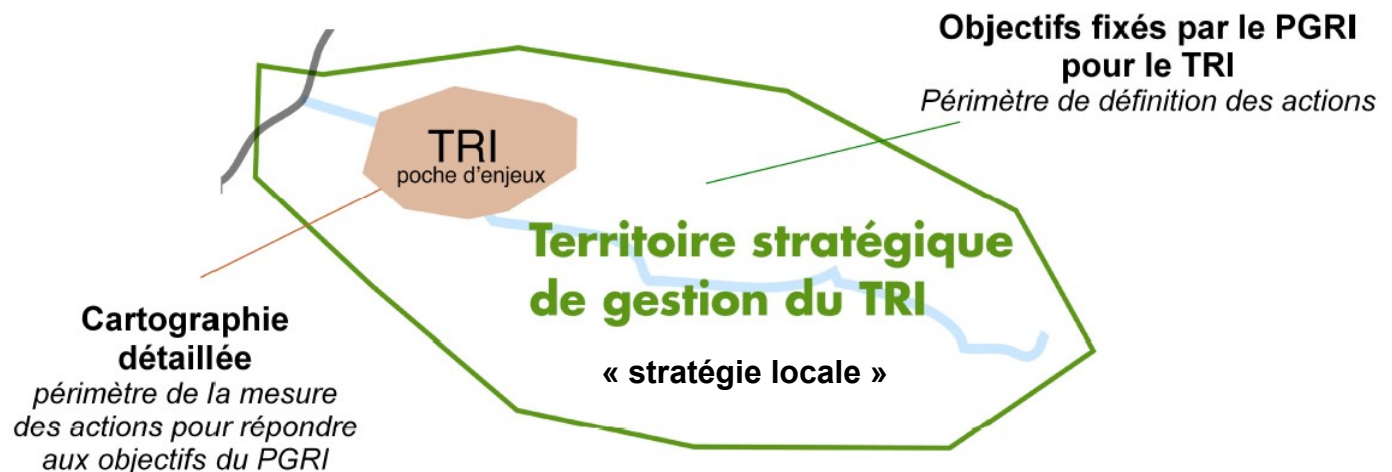 Objectifs fixés par le PGRI
pour le TRI
Périmètre de définition des actions
TRI
poche d'enjeux
Territoire stratégique
de gestion du TRI
« stratégie locale »
Cartographie
détaillée
périmètre de la mesure
des actions pour répondre
aux objectifs du PGRI